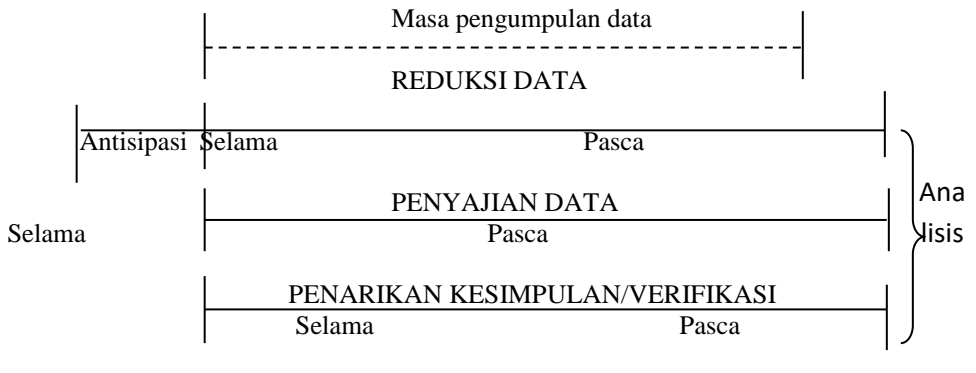 Masa pengumpulan data
REDUKSI DATA
Antisipasi Selama Pasca
PENYAJIAN DATA
Selama Pasca
PENARIKAN KESIMPULAN/VERIFIKASI
Selama Pasca
Ana
lisis